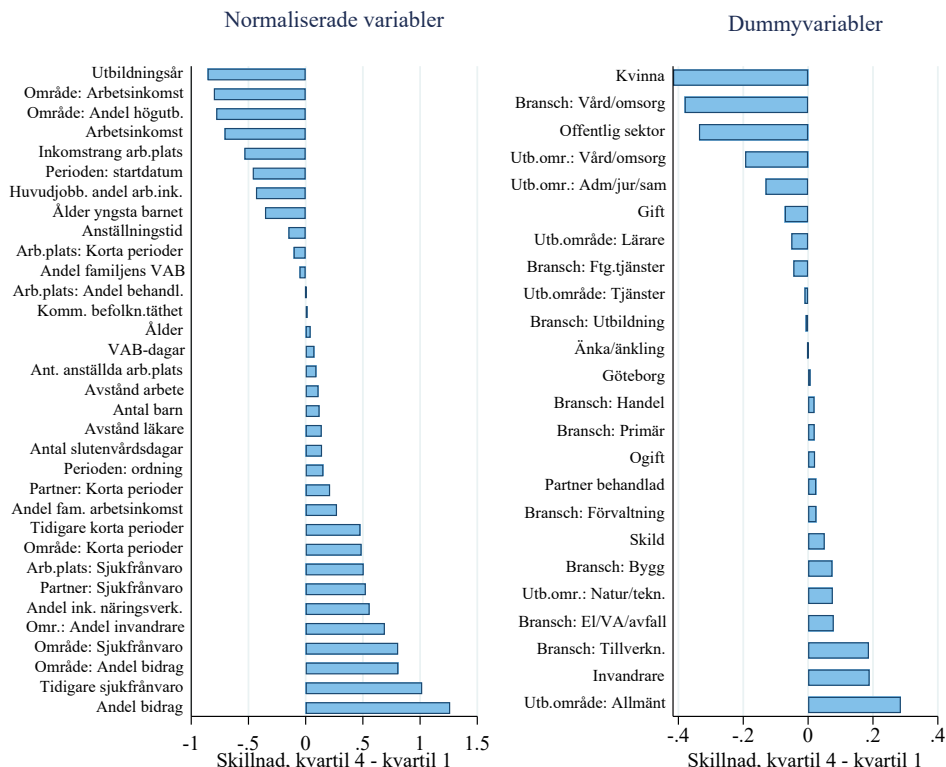 Normaliserade variabler
Utbildningsår
Område: Arbetsinkomst
Område: Andel högutb.
Arbetsinkomst
Inkomstrang arb.plats
Perioden: startdatum
Huvudjobb. andel arb.ink.
Ålder yngsta barnet
Anställningstid
Arb.plats: Korta perioder
Andel familjens VAB
Arb.plats: Andel behandl.
Komm. befolkn.täthet
Ålder
VAB-dagar
Ant. anställda arb.plats
Avstånd arbete
Antal barn
Avstånd läkare
Antal slutenvårdsdagar
Perioden: ordning
Partner: Korta perioder
Andel fam. arbetsinkomst
Tidigare korta perioder
Område: Korta perioder
Arb.plats: Sjukfrånvaro
Partner: Sjukfrånvaro
Andel ink. näringsverk.
Omr.: Andel invandrare
Område: Sjukfrånvaro
Område: Andel bidrag
Tidigare sjukfrånvaro
Andel bidrag
-1 -.5 0 .5 1 1.5
Skillnad, kvartil 4 - kvartil 1
Dummyvariabler
Kvinna
Bransch: Vård/omsorg
Offentlig sektor
Utb.omr.: Vård/omsorg
Utb.omr.: Adm/jur/sam
Gift
Utb.område: Lärare
Bransch: Ftg.tjänster
Utb.område: Tjänster
Bransch: Utbildning
Änka/änkling
Göteborg
Bransch: Handel
Bransch: Primär
Ogift
Partner behandlad
Bransch: Förvaltning
Skild
Bransch: Bygg
Utb.omr.: Natur/tekn.
Bransch: El/VA/avfall
Bransch: Tillverkn.
Invandrare
Utb.område: Allmänt
-.4 -.2 0 .2 .4
Skillnad, kvartil 4 - kvartil 1